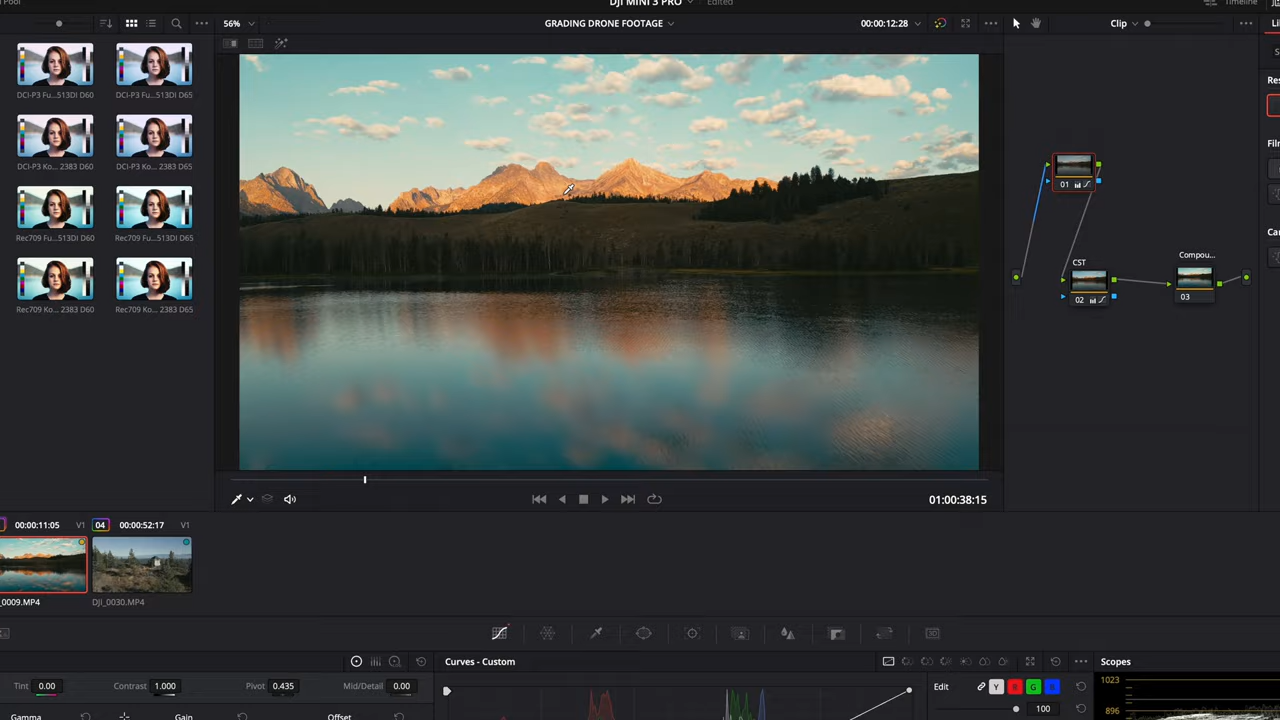 Pool
DJI MINI 3 PRO
Edited
Timeline
56%
GRADING DRONE FOOTAGE
00:00:12:28
Clip
DCI-P3 Fu...513DI D60
DCI-P3 Fu...513DI D65
DCI-P3 Ko... 2383 D60
DCI-P3 Ko... 2383 D65
Rec709 Fu...513DI D60
Rec709 Fu...513DI D65
Rec709 Ko... 2383 D60
Rec709 Ko... 2383 D65
01
CST
02
Compou...
03
01:00:38:15
00:00:11:05
V1
04
00:00:52:17
V1
_0009.MP4
DJI_0030.MP4
Curves - Custom
Scopes
Tint 0.00
Contrast 1.000
Pivot 0.435
Mid/Detail 0.00
Edit
Y
R
G
B
100
1023
896
Gamma
Gain
Offset